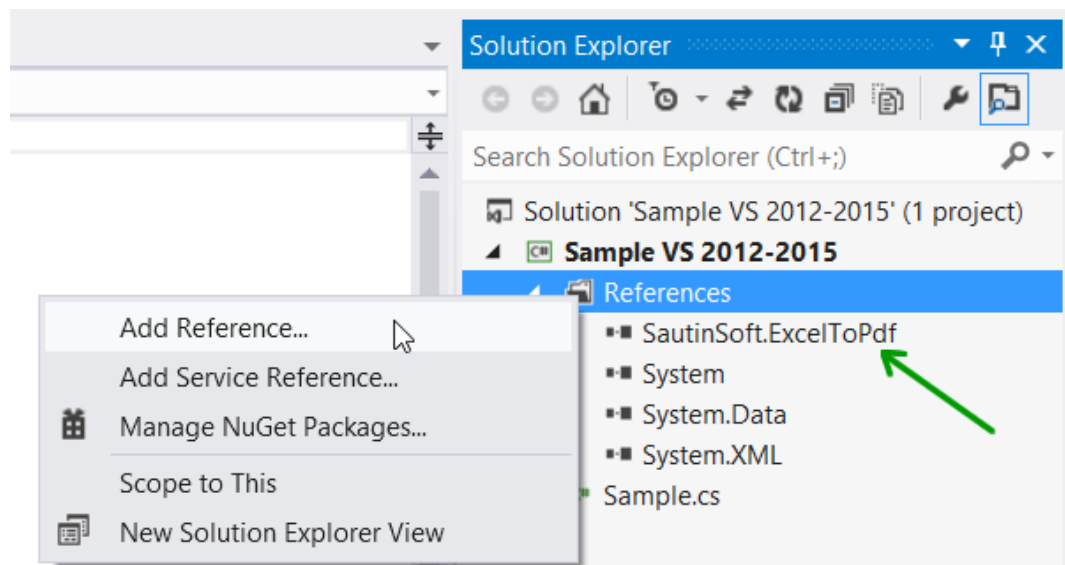 Solution Explorer
Search Solution Explorer (Ctrl+;)
Solution 'Sample VS 2012-2015' (1 project)
C# Sample VS 2012-2015
References
SautinSoft.ExcelToPdf
System
System.Data
System.XML
Sample.cs
Add Reference...
Add Service Reference...
Manage NuGet Packages...
Scope to This
New Solution Explorer View